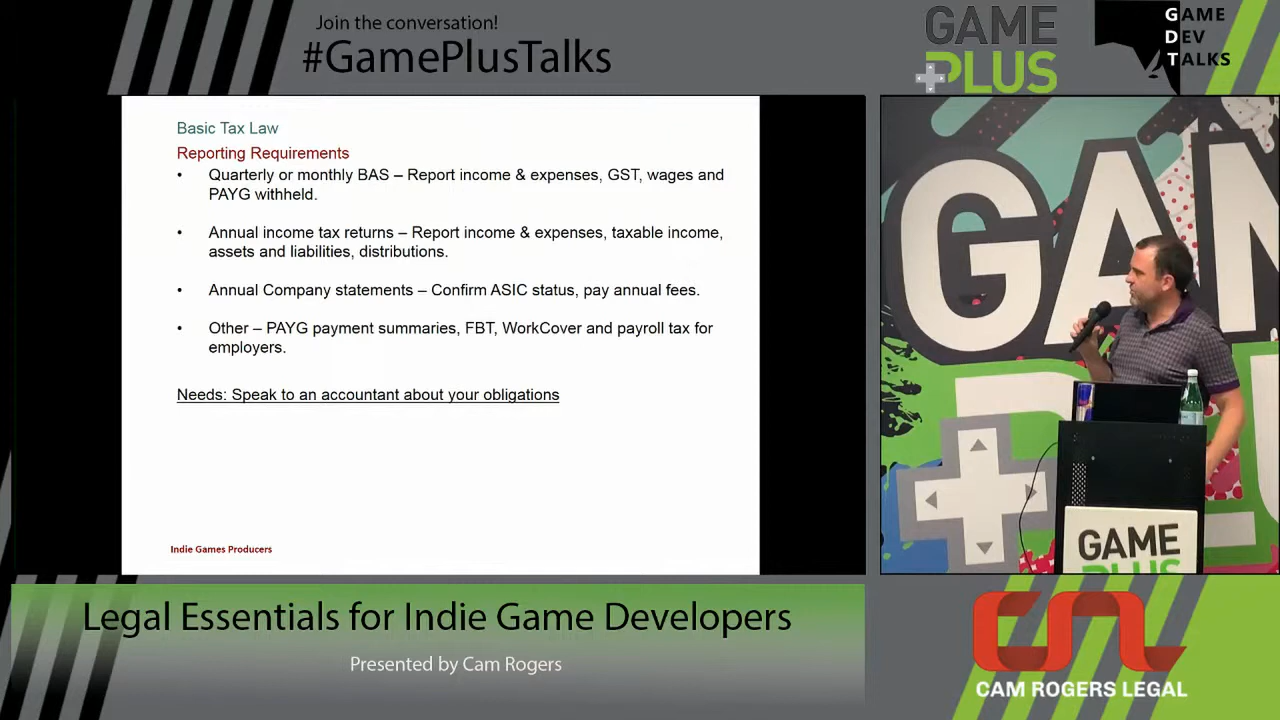 Join the conversation!
#GamePlusTalks
GAME
PLUS
GAME
DEV
TALKS
Basic Tax Law
Reporting Requirements
• Quarterly or monthly BAS – Report income & expenses, GST, wages and
PAYG withheld.
• Annual income tax returns – Report income & expenses, taxable income,
assets and liabilities, distributions.
• Annual Company statements – Confirm ASIC status, pay annual fees.
• Other – PAYG payment summaries, FBT, WorkCover and payroll tax for
employers.
Needs: Speak to an accountant about your obligations
Indie Games Producers
GAM
GAME
PLUS
Legal Essentials for Indie Game Developers
Presented by Cam Rogers
CAM ROGERS LEGAL